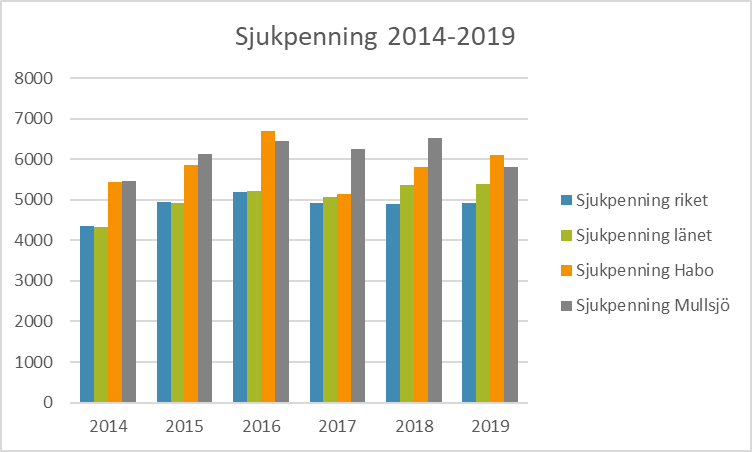 Sjukpenning 2014-2019
8000
7000
6000
5000
4000
3000
2000
1000
0
2014 2015 2016 2017 2018 2019
Sjukpenning riket
Sjukpenning länet
Sjukpenning Habo
Sjukpenning Mullsjö